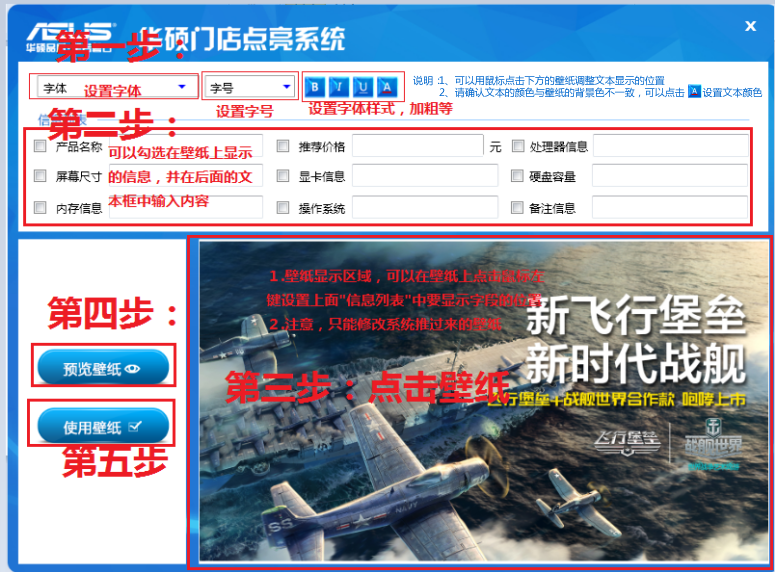 ASUS
华硕门店点亮系统
第一步：
字体
设置字体
字号
设置字号
B I U A
设置字体样式，加粗等
说明：1、可以用鼠标点击下方的壁纸调整文本显示的位置
2、请确认文本的颜色与壁纸的背景色不一致，可以点击 A 设置文本颜色
第二步：
产品名称
推荐价格
元
处理器信息
可以勾选在壁纸上显示
的信息，并在后面的文
本框中输入内容
屏幕尺寸
显卡信息
硬盘容量
内存信息
操作系统
备注信息
1.壁纸显示区域，可以在壁纸上点击鼠标左
键设置上面"信息列表"中要显示字段的位置
2.注意，只能修改系统推过来的壁纸
第四步：
预览壁纸
使用壁纸
第五步
第三步：点击壁纸
新飞行堡垒
新时代战舰
飞行堡垒+战舰世界合作款 咆哮上市
飞行堡垒
战舰世界
NAVY
SS